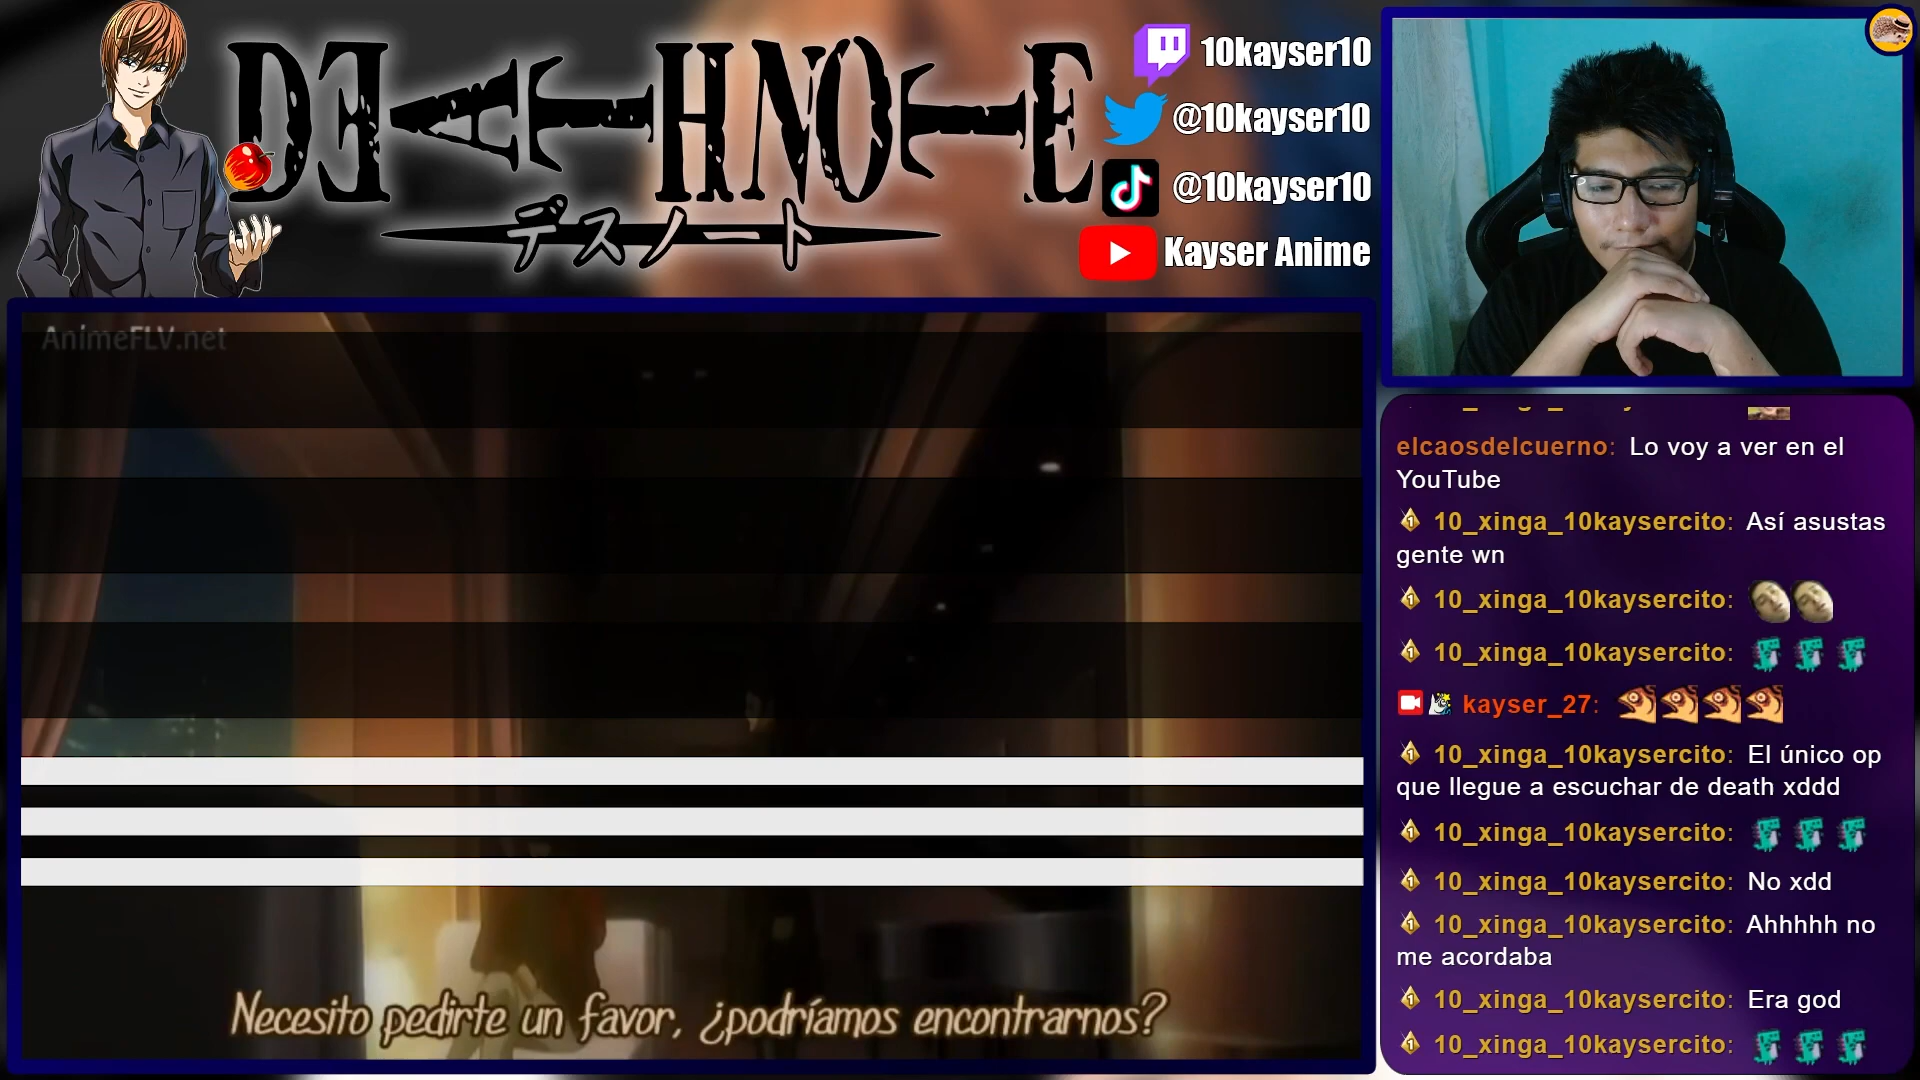 DEATH NOTE
デスノート
10kayser10
@10kayser10
@10kayser10
Kayser Anime
AnimeFLV.net
Necesito pedirte un favor, ¿podríamos encontrarnos?
elcaosdelcuerno: Lo voy a ver en el
YouTube
10_xinga_10kaysercito: Así asustas
gente wn
10_xinga_10kaysercito:
10_xinga_10kaysercito:
kayser_27:
10_xinga_10kaysercito: El único op
que llegue a escuchar de death xddd
10_xinga_10kaysercito:
10_xinga_10kaysercito: No xdd
10_xinga_10kaysercito: Ahhhhh no
me acordaba
10_xinga_10kaysercito: Era god
10_xinga_10kaysercito: